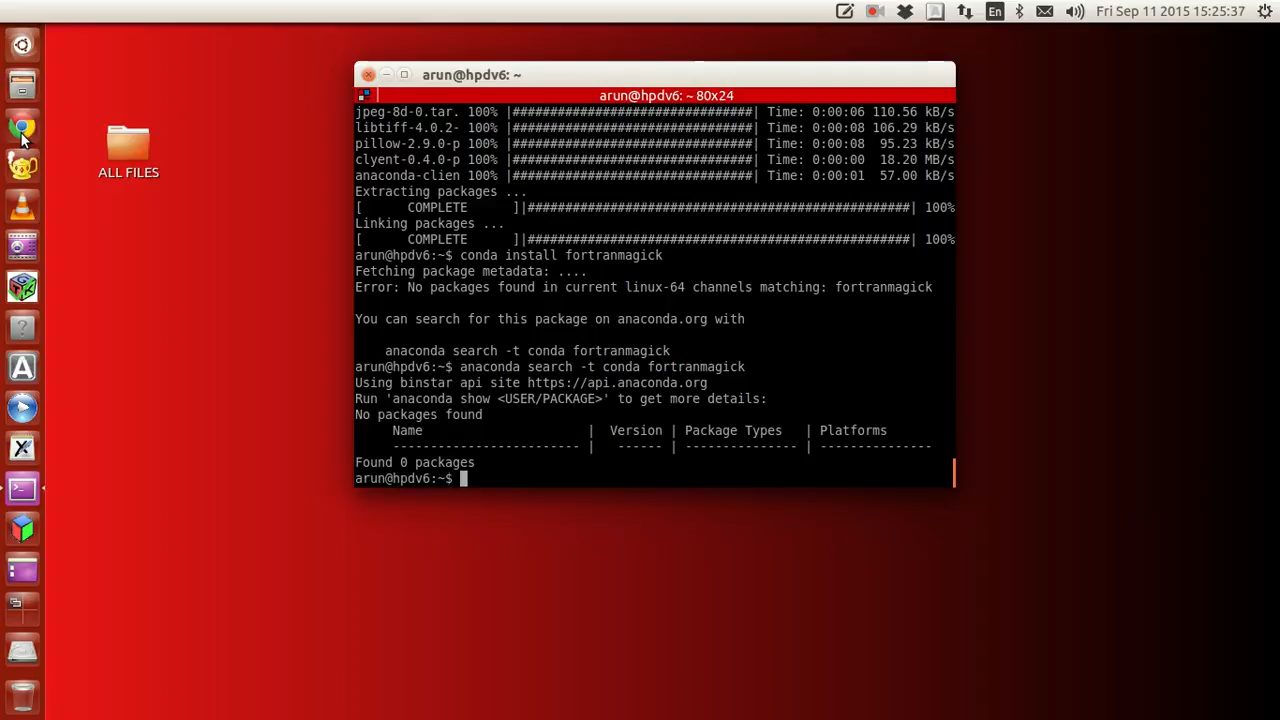 En
Fri Sep 11 2015 15:25:37
arun@hpdv6: ~
arun@hpdv6: ~ 80x24
jpeg-8d-0.tar. 100% |################################| Time: 0:00:06 110.56 kB/s
libtiff-4.0.2- 100% |################################| Time: 0:00:08 106.29 kB/s
pillow-2.9.0-p 100% |################################| Time: 0:00:08  95.23 kB/s
clyent-0.4.0-p 100% |################################| Time: 0:00:00  18.20 MB/s
anaconda-clien 100% |################################| Time: 0:00:01  57.00 kB/s
Extracting packages ...
[      COMPLETE      ]|##################################################| 100%
Linking packages ...
[      COMPLETE      ]|##################################################| 100%
arun@hpdv6:~$ conda install fortranmagick
Fetching package metadata: ....
Error: No packages found in current linux-64 channels matching: fortranmagick
You can search for this package on anaconda.org with
anaconda search -t conda fortranmagick
arun@hpdv6:~$ anaconda search -t conda fortranmagick
Using binstar api site https://api.anaconda.org
Run 'anaconda show <USER/PACKAGE>' to get more details:
No packages found
Name                      |  Version | Package Types   | Platforms
------------------------- |   ------ | --------------- | ---------------
Found 0 packages
arun@hpdv6:~$
ALL FILES